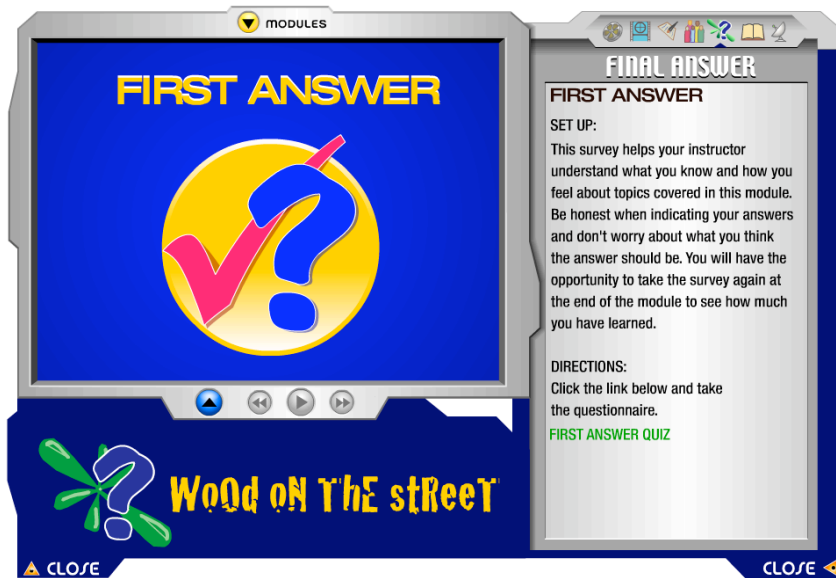 MODULES
FIRST ANSWER
FINAL ANSWER
FIRST ANSWER
SET UP:
This survey helps your instructor
understand what you know and how you
feel about topics covered in this module.
Be honest when indicating your answers
and don't worry about what you think
the answer should be. You will have the
opportunity to take the survey again at
the end of the module to see how much
you have learned.
DIRECTIONS:
Click the link below and take
the questionnaire.
FIRST ANSWER QUIZ
?
?
WoOd oN ThE stReeT
CLOSE
CLOSE